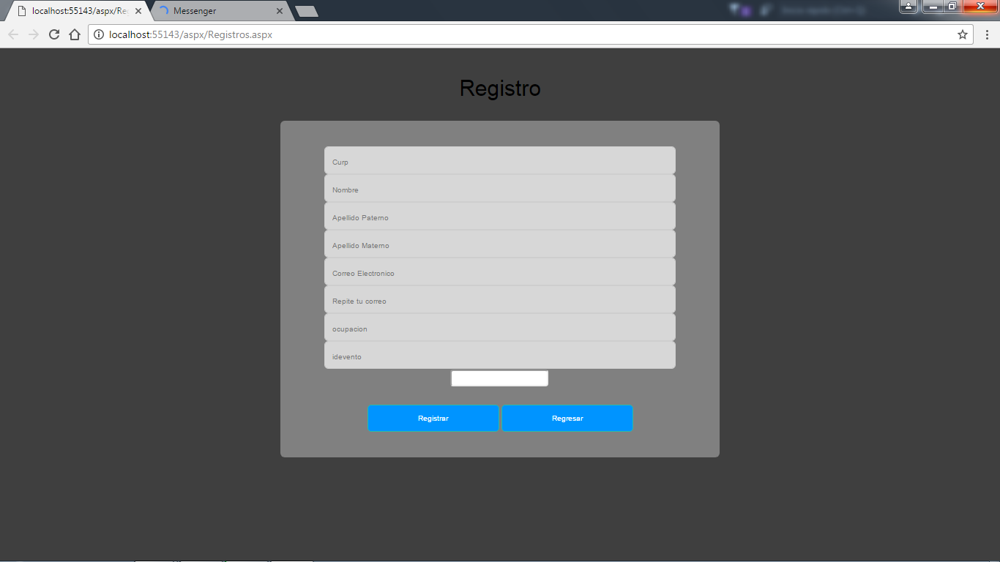 localhost:55143/aspx/Re
Messenger
localhost:55143/aspx/Registros.aspx
Registro
Curp
Nombre
Apellido Paterno
Apellido Materno
Correo Electronico
Repite tu correo
ocupacion
idevento
Registrar Regresar